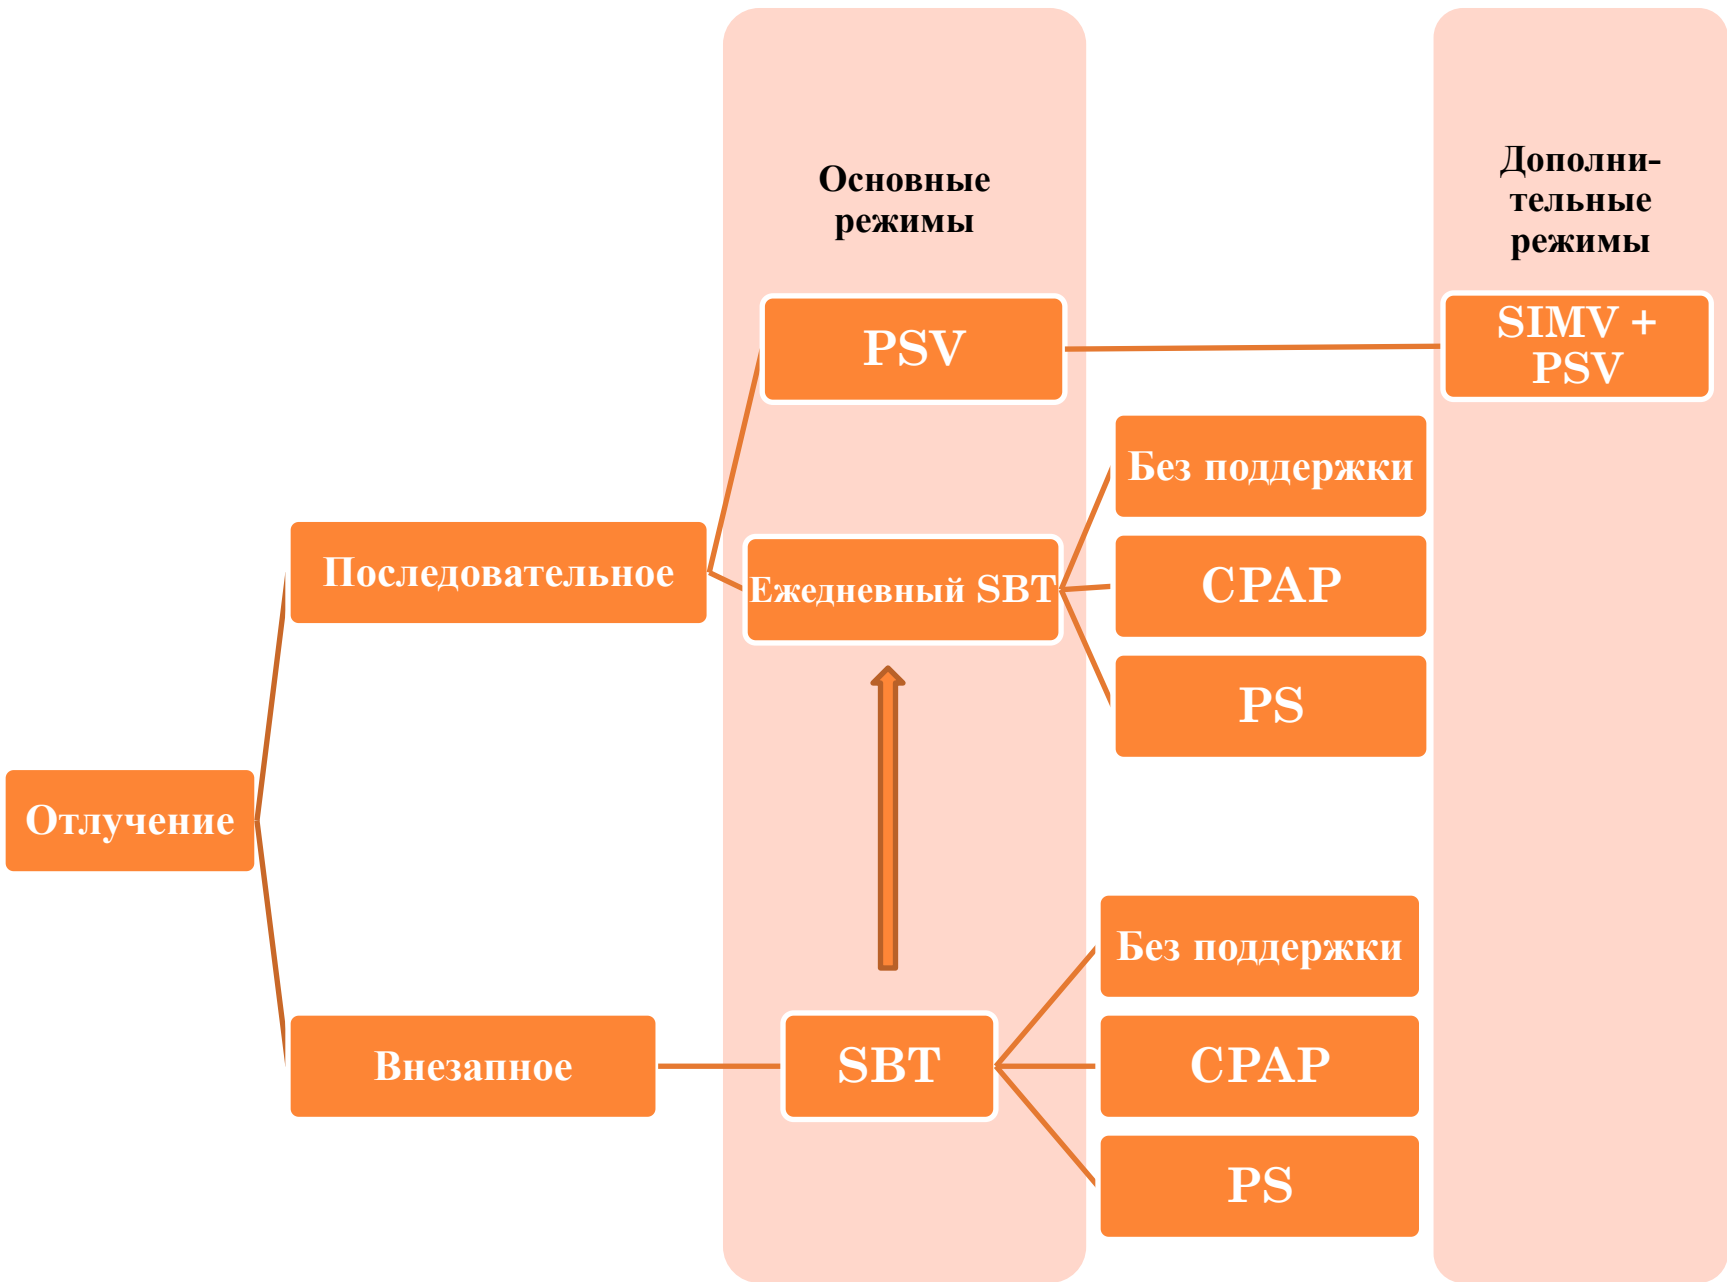 Основные
режимы
Дополни-
тельные
режимы
PSV
SIMV +
PSV
Без поддержки
Последовательное
Ежедневный SBT
CPAP
PS
Отлучение
Без поддержки
Внезапное
SBT
CPAP
PS